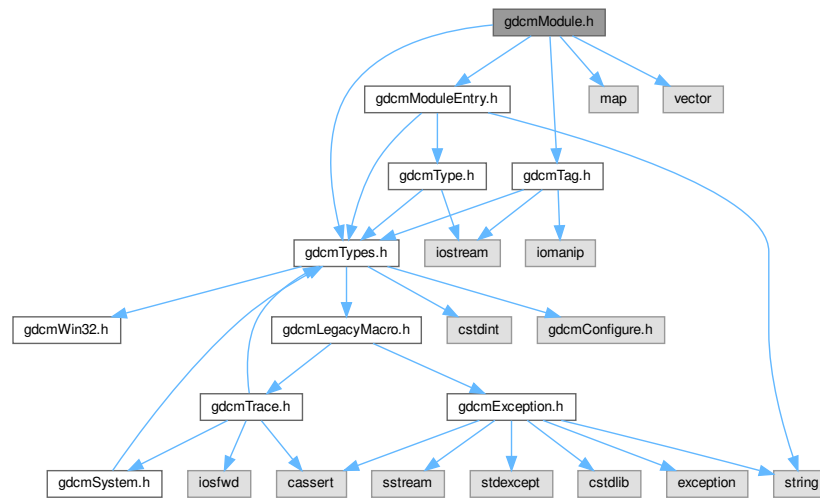 gdcmModule.h
gdcmModuleEntry.h
map
vector
gdcmType.h
gdcmTag.h
gdcmTypes.h
iostream
iomanip
gdcmWin32.h
gdcmLegacyMacro.h
cstdint
gdcmConfigure.h
gdcmTrace.h
gdcmException.h
gdcmSystem.h
iosfwd
cassert
sstream
stdexcept
cstdlib
exception
string